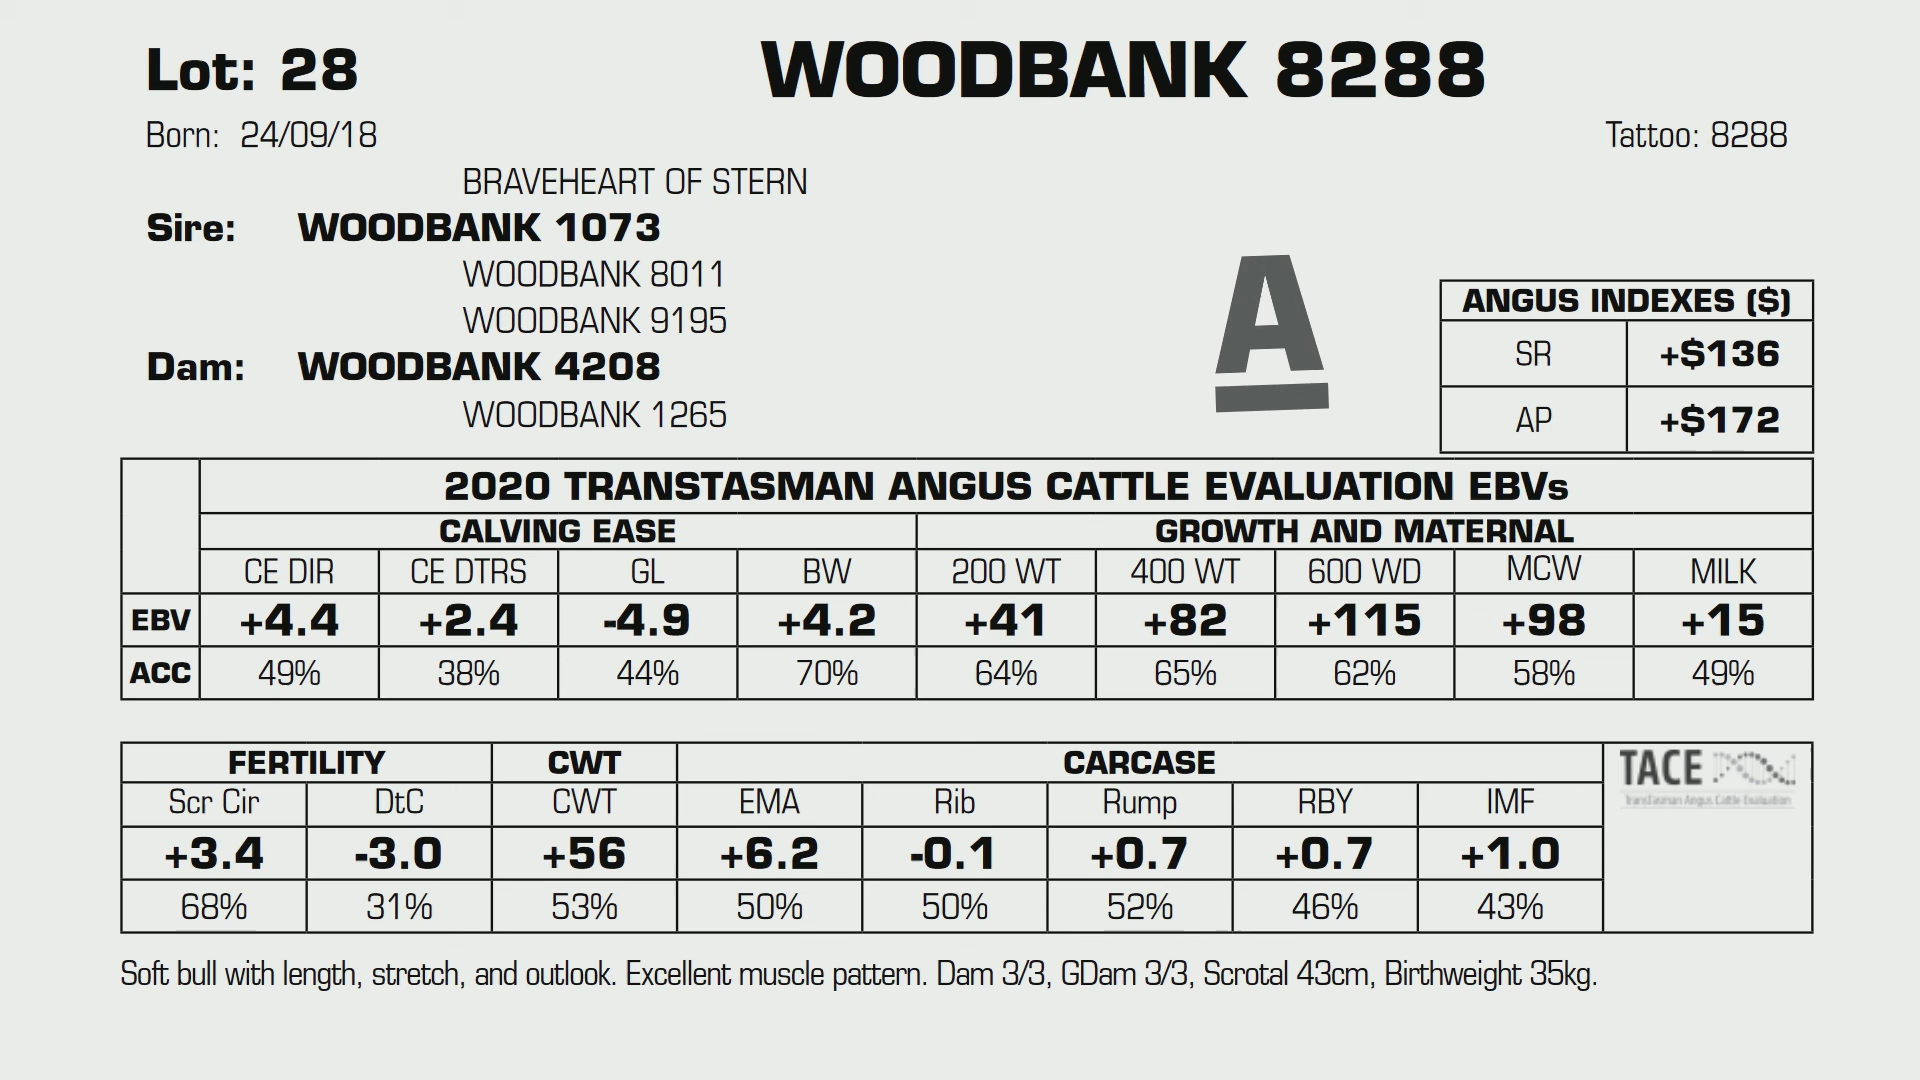 Lot: 28
WOODBANK 8288
Born: 24/09/18
Tattoo: 8288
BRAVEHEART OF STERN
Sire: WOODBANK 1073
WOODBANK 8011
WOODBANK 9195
Dam: WOODBANK 4208
WOODBANK 1265
A
ANGUS INDEXES ($)
SR +$136
AP +$172
2020 TRANSTASMAN ANGUS CATTLE EVALUATION EBVs
CALVING EASE GROWTH AND MATERNAL
CE DIR CE DTRS GL BW 200 WT 400 WT 600 WD MCW MILK
EBV +4.4 +2.4 -4.9 +4.2 +41 +82 +115 +98 +15
ACC 49% 38% 44% 70% 64% 65% 62% 58% 49%
FERTILITY CWT CARCASE
Scr Cir DtC CWT EMA Rib Rump RBY IMF
+3.4 -3.0 +56 +6.2 -0.1 +0.7 +0.7 +1.0
68% 31% 53% 50% 50% 52% 46% 43%
TACE
TransTasman Angus Cattle Evaluation
Soft bull with length, stretch, and outlook. Excellent muscle pattern. Dam 3/3, GDam 3/3, Scrotal 43cm, Birthweight 35kg.